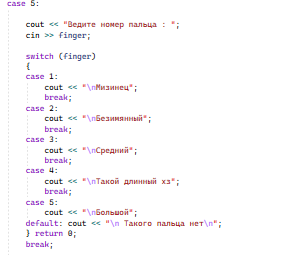 case 5:
cout << "Ведите номер пальца : ";
cin >> finger;
switch (finger)
{
case 1:
cout << "\nМизинец";
break;
case 2:
cout << "\nБезимянный";
break;
case 3:
cout << "\nСредний";
break;
case 4:
cout << "\nТакой длинный хз";
break;
case 5:
cout << "\nБольшой";
default: cout << "\n Такого пальца нет\n";
} return 0;
break;